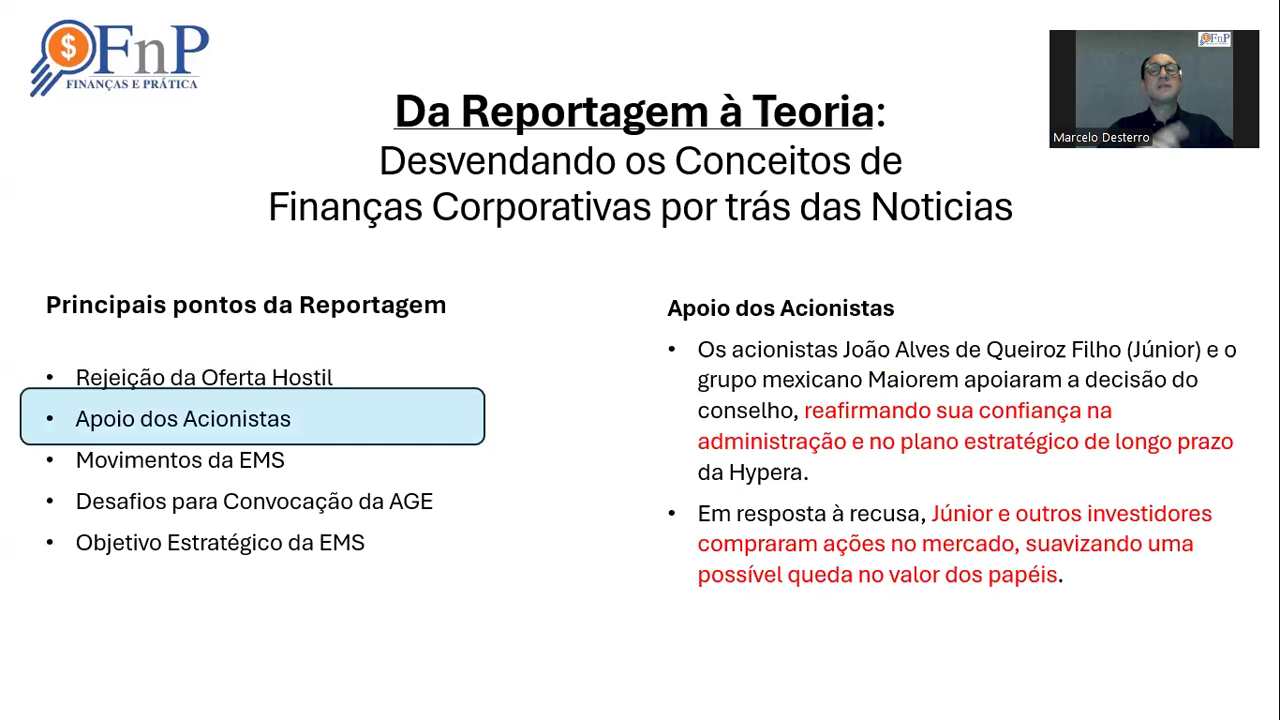 FnP
FINANÇAS E PRÁTICA
Da Reportagem à Teoria:
Desvendando os Conceitos de
Finanças Corporativas por trás das Noticias
FnP
Marcelo Desterro
Principais pontos da Reportagem
• Rejeição da Oferta Hostil
• Apoio dos Acionistas
• Movimentos da EMS
• Desafios para Convocação da AGE
• Objetivo Estratégico da EMS
Apoio dos Acionistas
• Os acionistas João Alves de Queiroz Filho (Júnior) e o
grupo mexicano Maiorem apoiaram a decisão do
conselho, reafirmando sua confiança na
administração e no plano estratégico de longo prazo
da Hypera.
• Em resposta à recusa, Júnior e outros investidores
compraram ações no mercado, suavizando uma
possível queda no valor dos papéis.